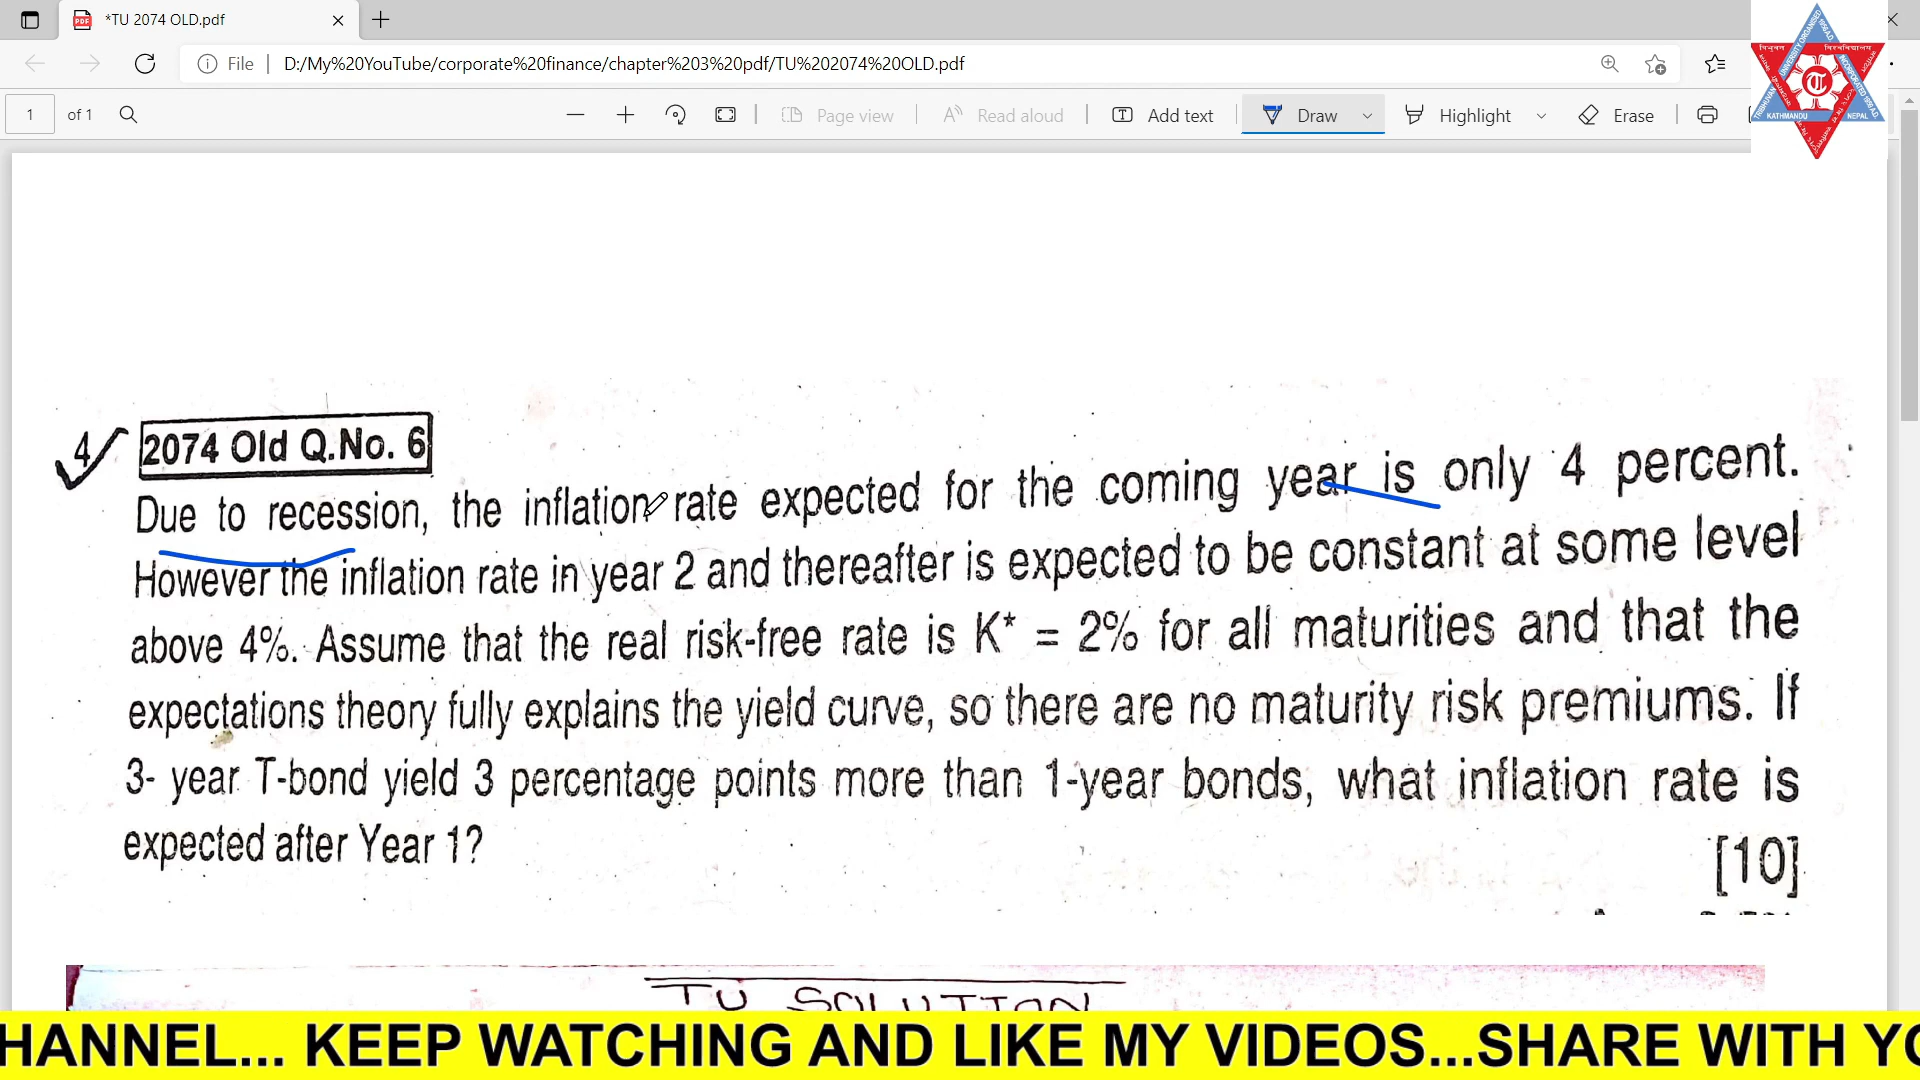 *TU 2074 OLD.pdf
File D:/My%20YouTube/corporate%20finance/chapter%203%20pdf/TU%202074%20OLD.pdf
1 of 1 Page view Read aloud Add text Draw Highlight Erase
4 2074 Old Q.No. 6
Due to recession, the inflation rate expected for the coming year is only 4 percent.
However the inflation rate in year 2 and thereafter is expected to be constant at some level
above 4%. Assume that the real risk-free rate is K* = 2% for all maturities and that the
expectations theory fully explains the yield curve, so there are no maturity risk premiums. If
3- year T-bond yield 3 percentage points more than 1-year bonds, what inflation rate is
expected after Year 1?
[10]
TU SOLUTION
HANNEL... KEEP WATCHING AND LIKE MY VIDEOS...SHARE WITH YO